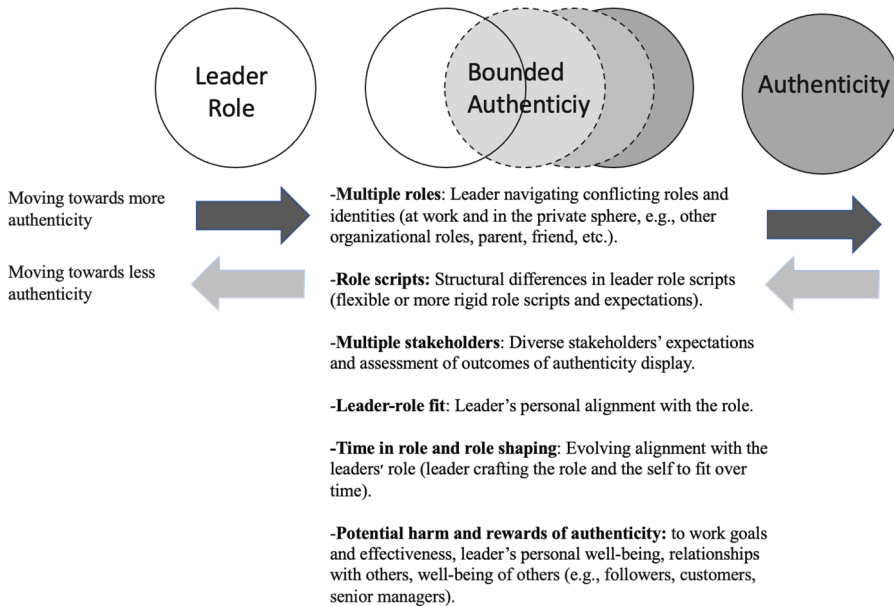 Leader
Role
Bounded
Authenticiy
Authenticity
Moving towards more
authenticity
Moving towards less
authenticity
-Multiple roles: Leader navigating conflicting roles and
identities (at work and in the private sphere, e.g., other
organizational roles, parent, friend, etc.).
-Role scripts: Structural differences in leader role scripts
(flexible or more rigid role scripts and expectations).
-Multiple stakeholders: Diverse stakeholders’ expectations
and assessment of outcomes of authenticity display.
-Leader-role fit: Leader’s personal alignment with the role.
-Time in role and role shaping: Evolving alignment with the
leaders' role (leader crafting the role and the self to fit over
time).
-Potential harm and rewards of authenticity: to work goals
and effectiveness, leader’s personal well-being, relationships
with others, well-being of others (e.g., followers, customers,
senior managers).